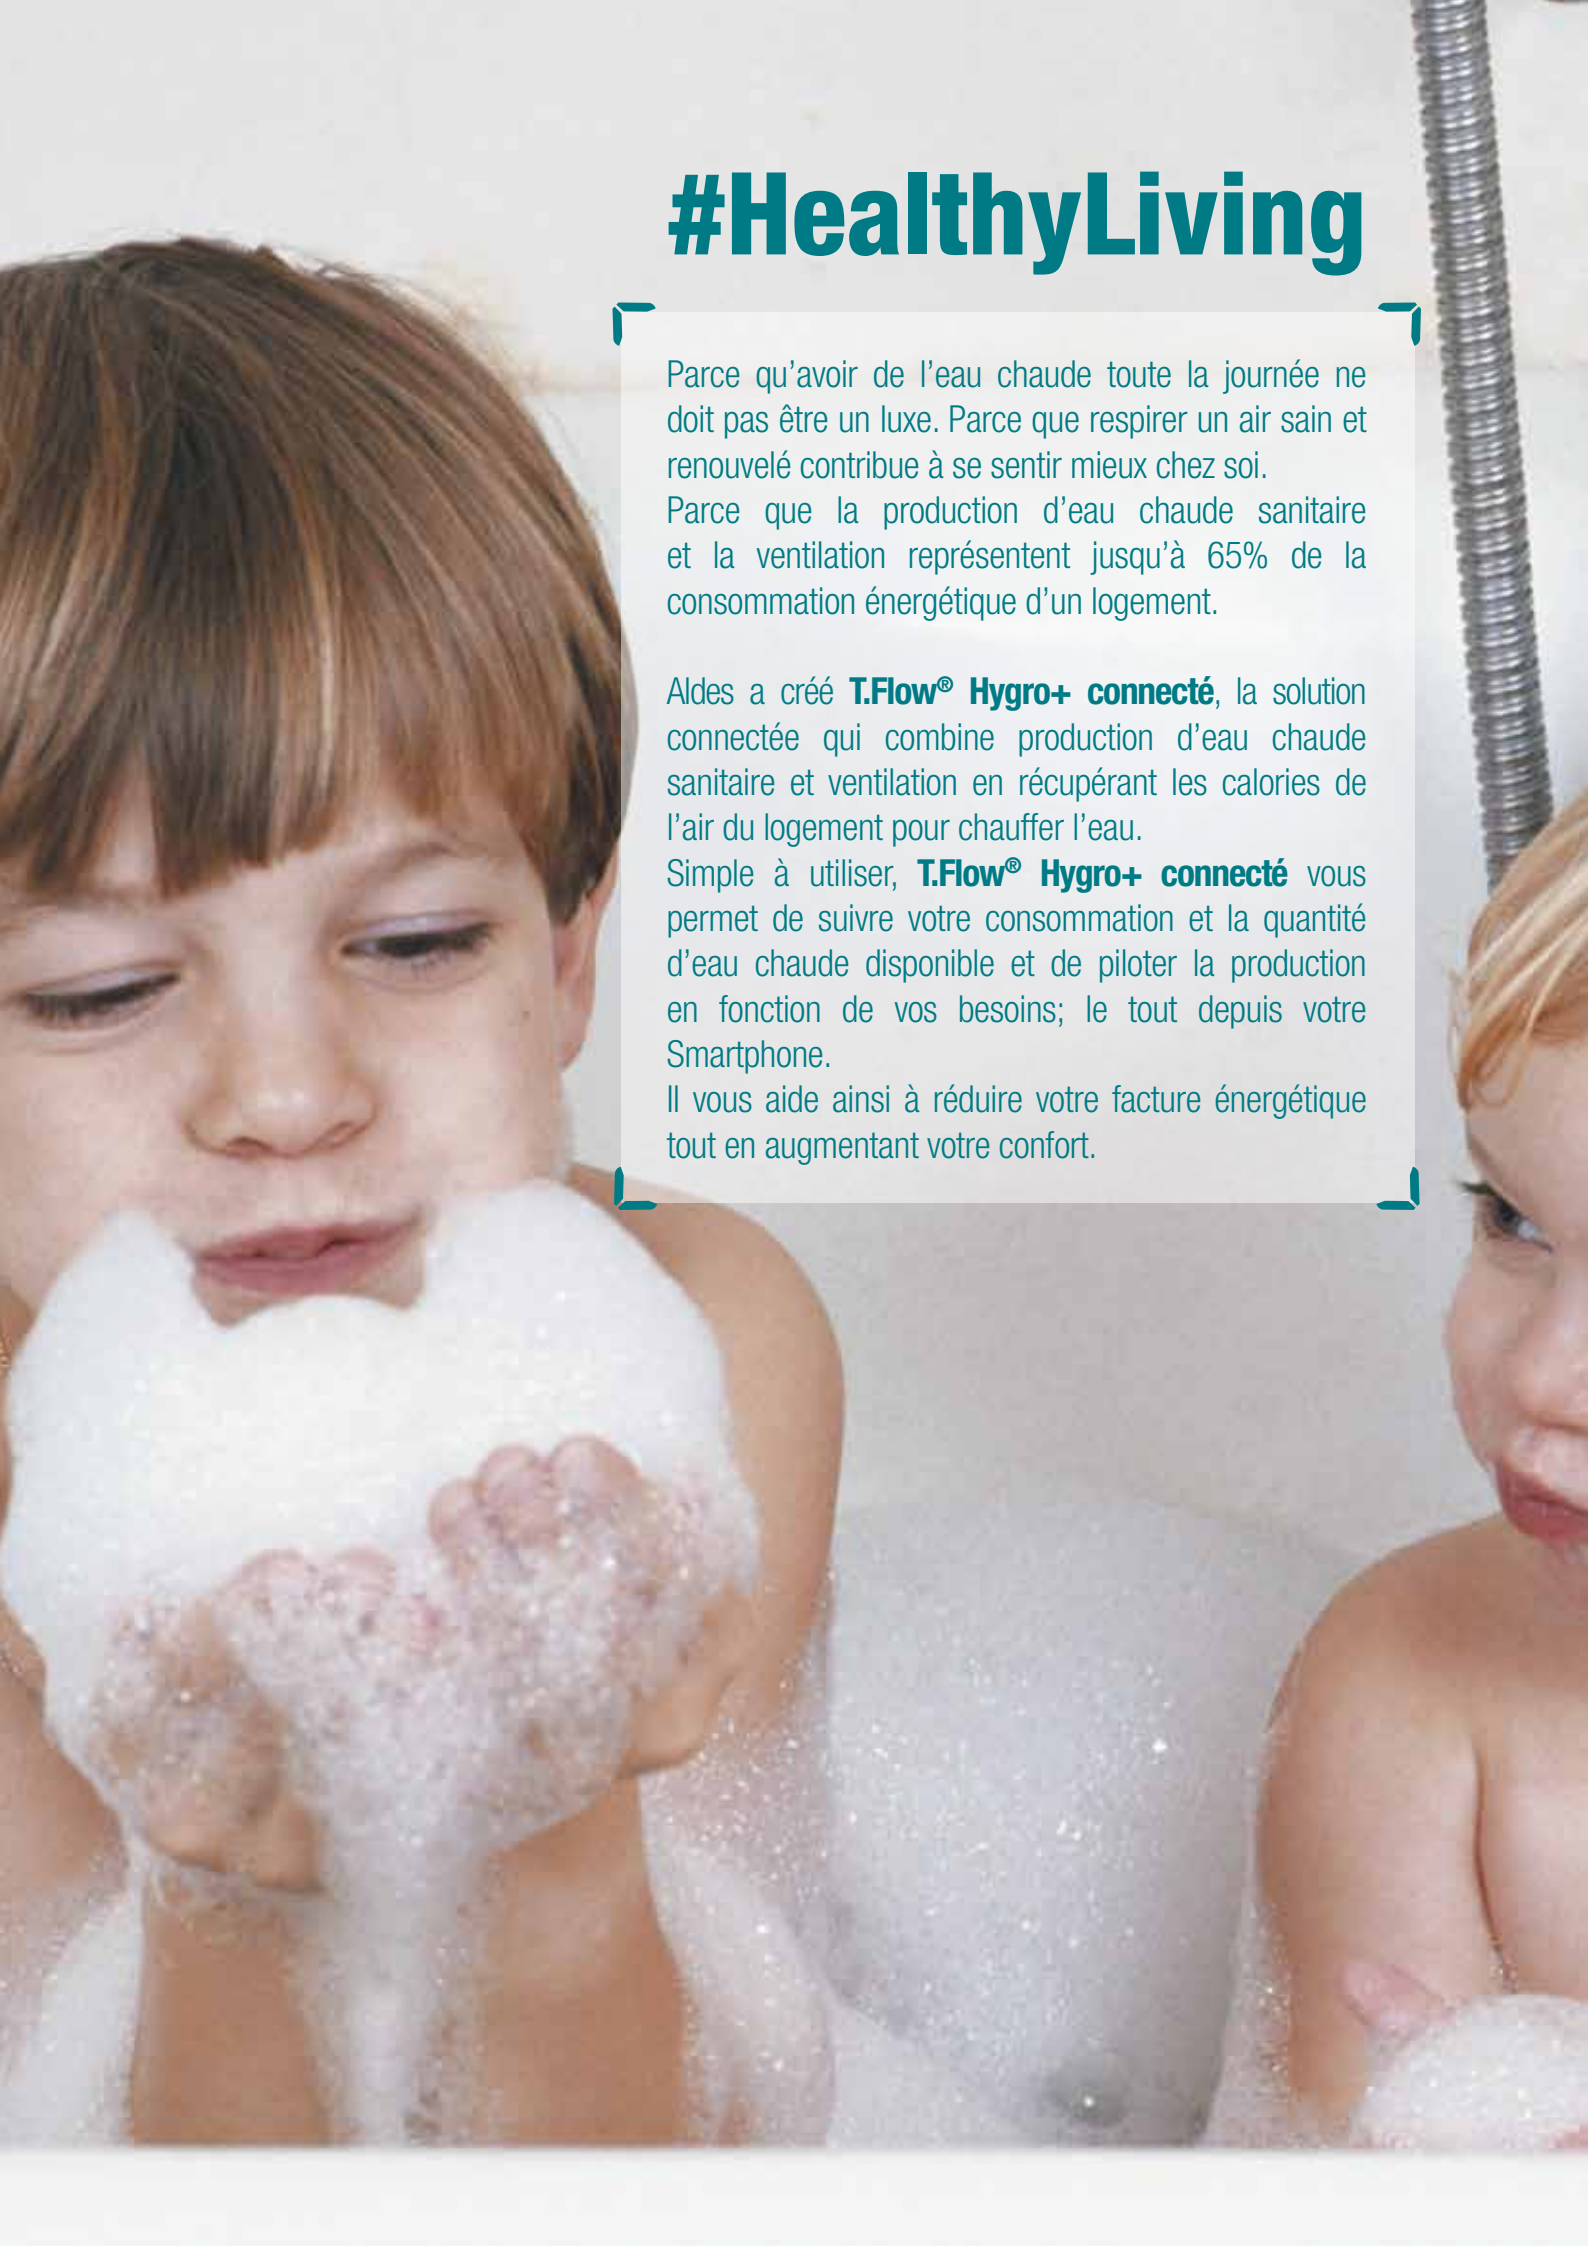 #HealthyLiving
Parce qu’avoir de l’eau chaude toute la journée ne
doit pas être un luxe. Parce que respirer un air sain et
renouvelé contribue à se sentir mieux chez soi.
Parce que la production d’eau chaude sanitaire
et la ventilation représentent jusqu’à 65% de la
consommation énergétique d’un logement.
Aldes a créé T.Flow® Hygro+ connecté, la solution
connectée qui combine production d’eau chaude
sanitaire et ventilation en récupérant les calories de
l’air du logement pour chauffer l’eau.
Simple à utiliser, T.Flow® Hygro+ connecté vous
permet de suivre votre consommation et la quantité
d’eau chaude disponible et de piloter la production
en fonction de vos besoins; le tout depuis votre
Smartphone.
Il vous aide ainsi à réduire votre facture énergétique
tout en augmentant votre confort.